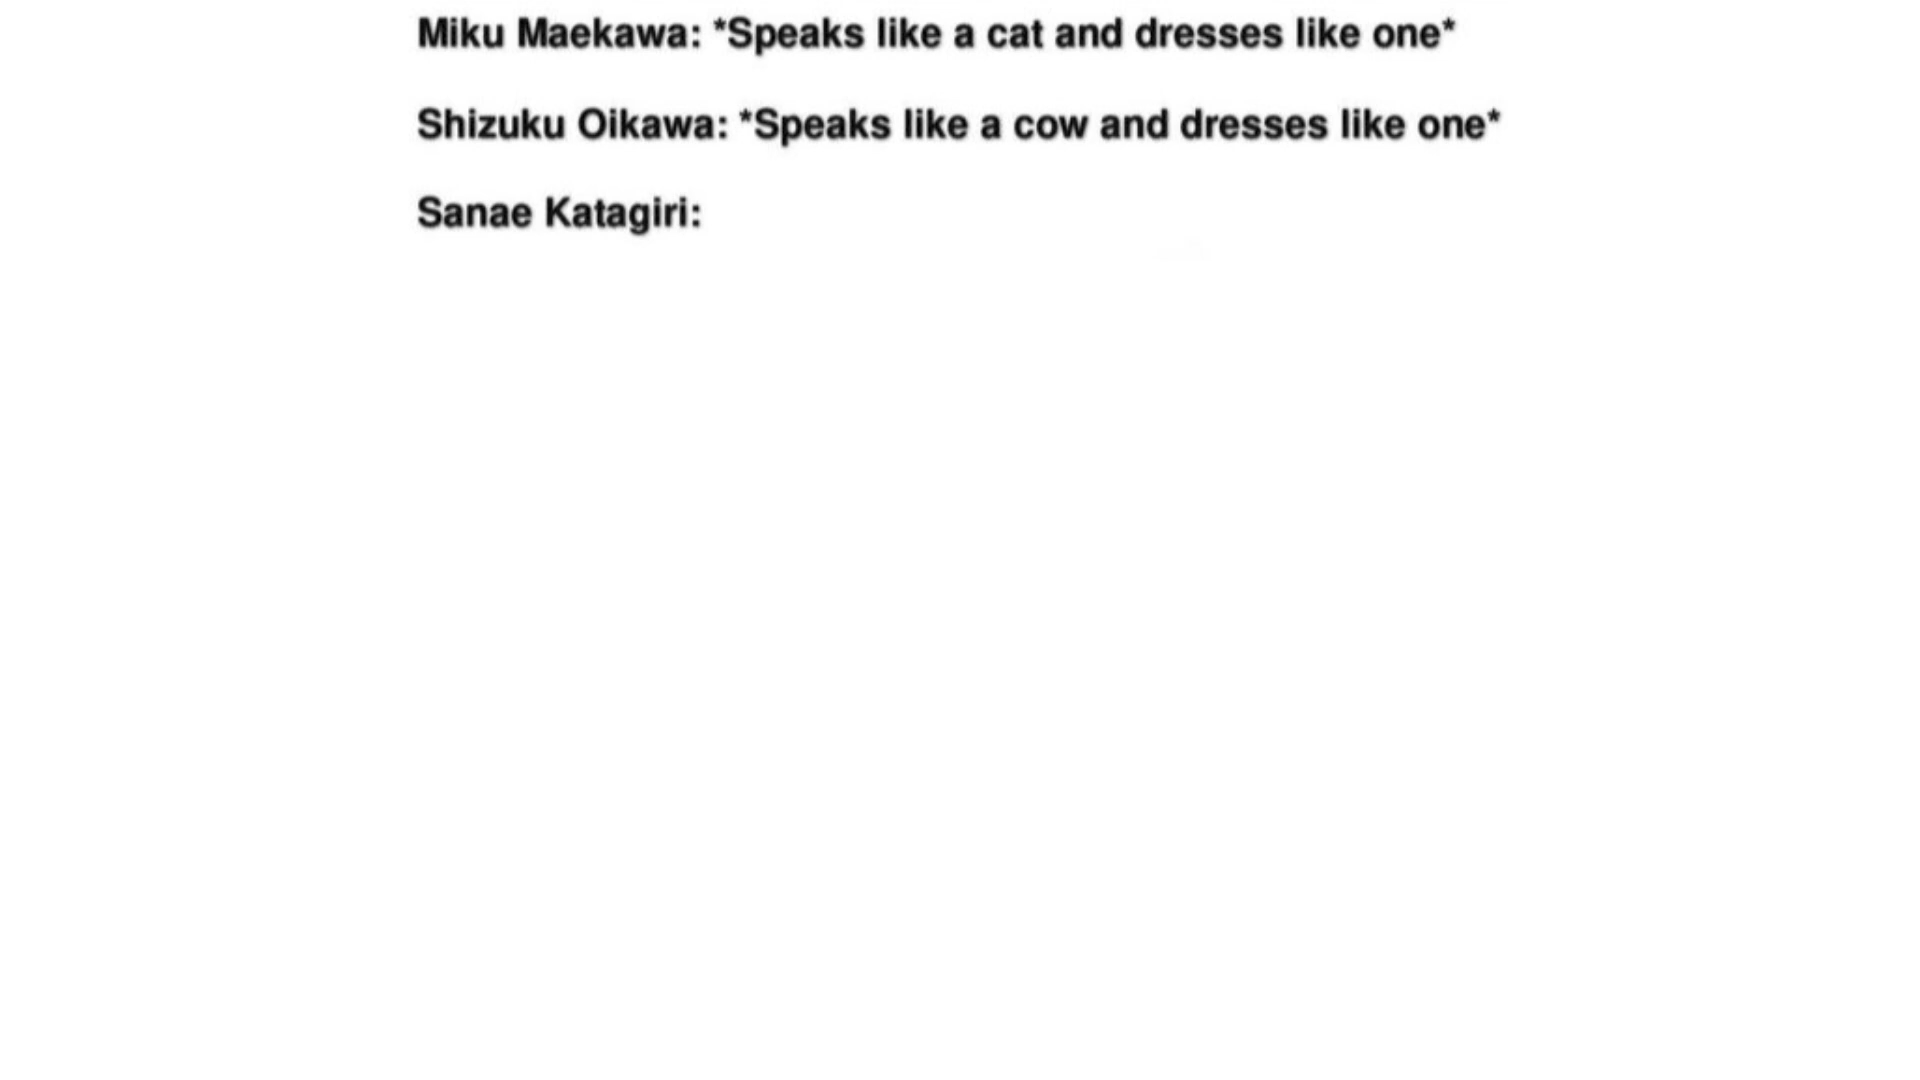 Miku Maekawa: *Speaks like a cat and dresses like one*
Shizuku Oikawa: *Speaks like a cow and dresses like one*
Sanae Katagiri: